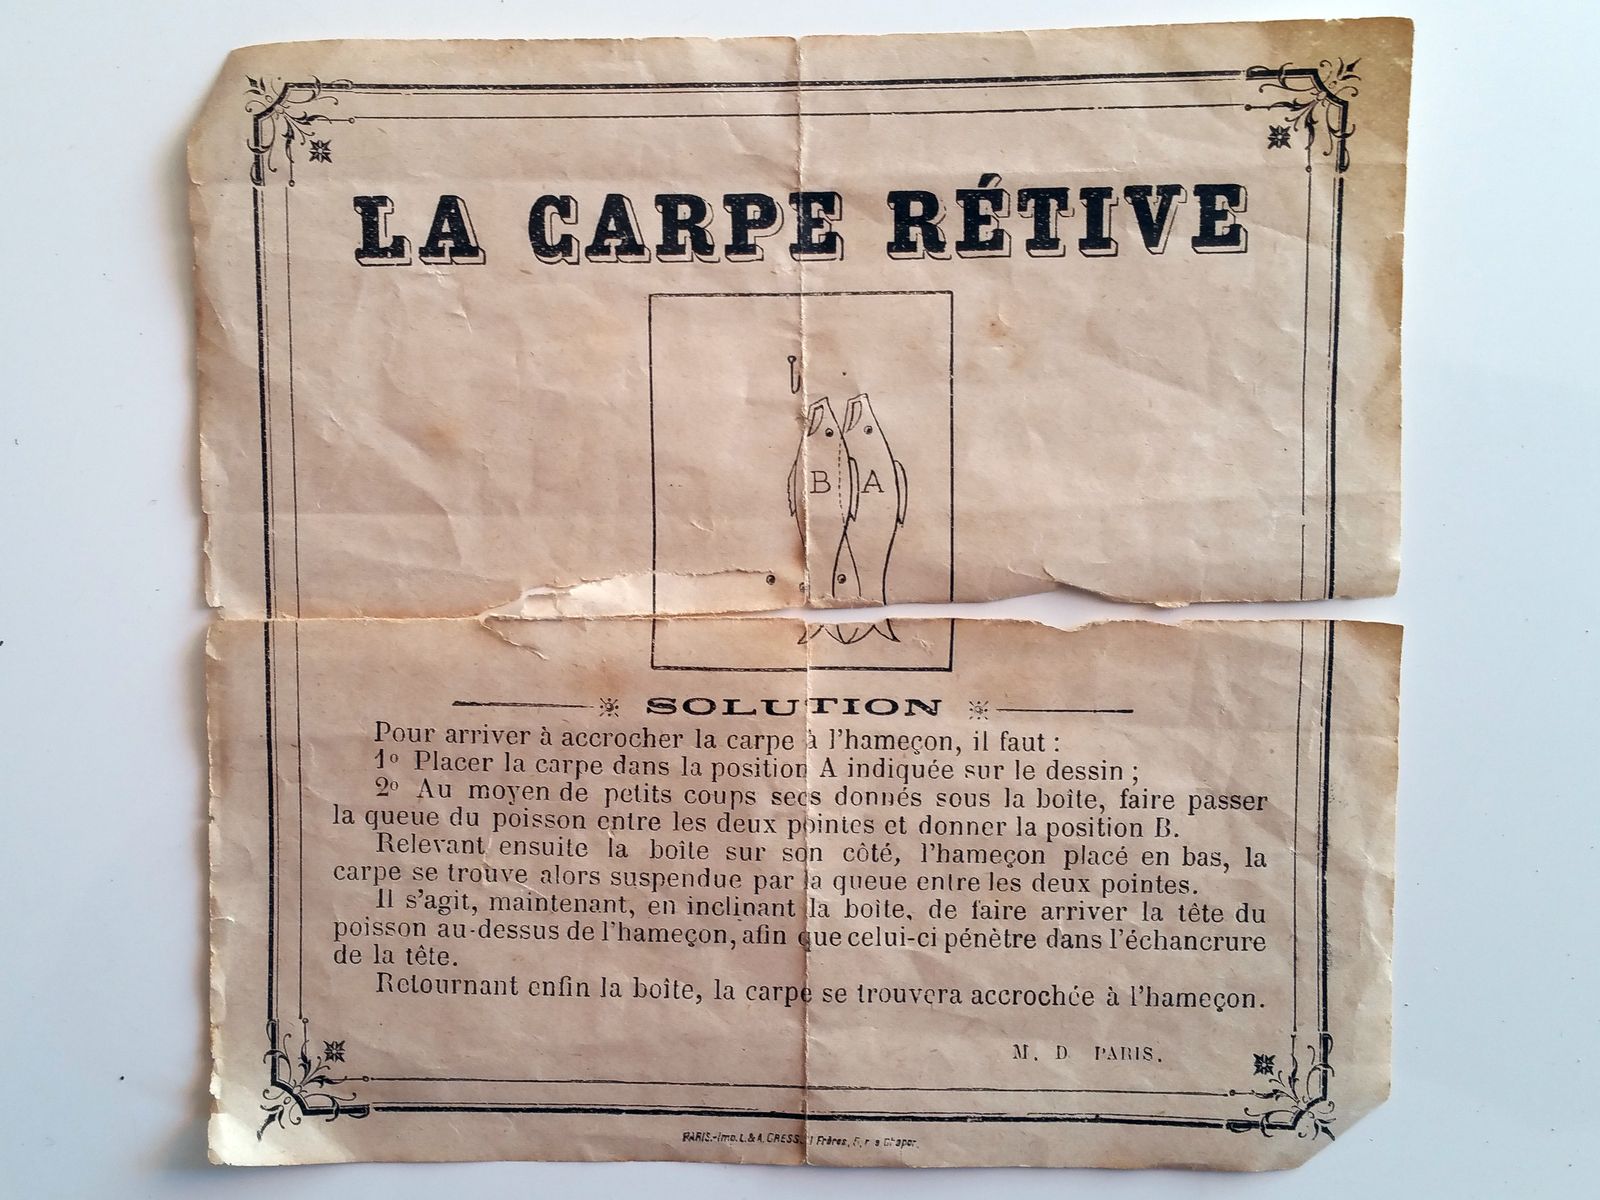 LA CARPE RÉTIVE
B A
SOLUTION
Pour arriver à accrocher la carpe à l'hameçon, il faut :
1º Placer la carpe dans la position A indiquée sur le dessin ;
2º Au moyen de petits coups secs donnés sous la boîte, faire passer
la queue du poisson entre les deux pointes et donner la position B.
Relevant ensuite la boîte sur son côté, l'hameçon placé en bas, la
carpe se trouve alors suspendue par la queue entre les deux pointes.
Il s'agit, maintenant, en inclinant la boîte, de faire arriver la tête du
poisson au-dessus de l'hameçon, afin que celui-ci pénètre dans l'échancrure
de la tête.
Retournant enfin la boîte, la carpe se trouvera accrochée à l'hameçon.
M. D. PARIS.
PARIS.-Imp. L. & A. Frères, 5,